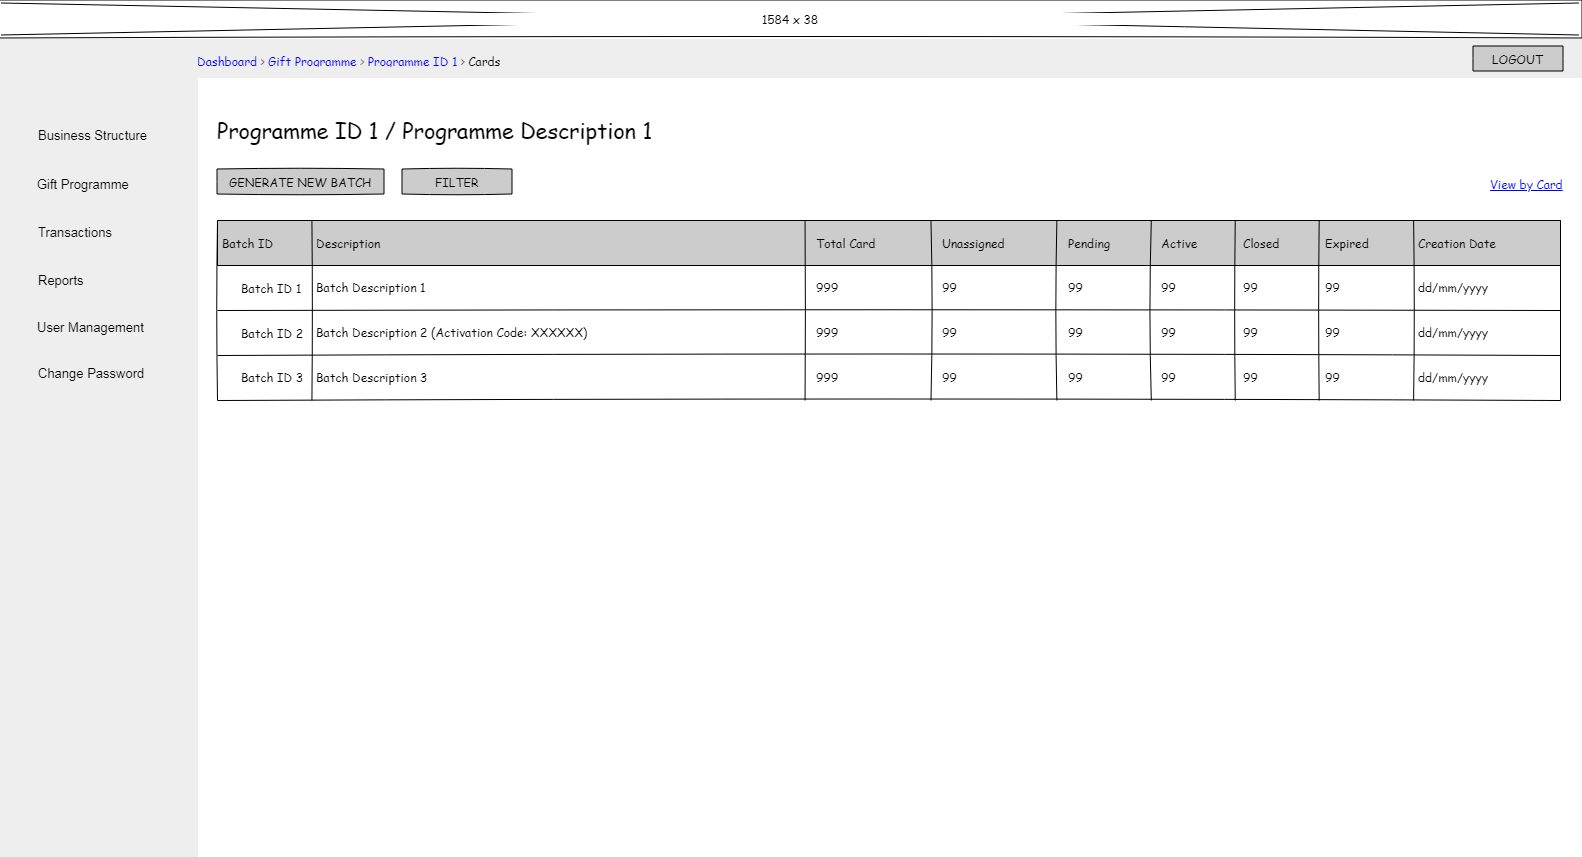 1584 x 38
Dashboard > Gift Programme > Programme ID 1 > Cards
LOGOUT
Business Structure
Gift Programme
Transactions
Reports
User Management
Change Password
Programme ID 1 / Programme Description 1
GENERATE NEW BATCH FILTER
View by Card
Batch ID Description Total Card Unassigned Pending Active Closed Expired Creation Date
Batch ID 1 Batch Description 1 999 99 99 99 99 99 dd/mm/yyyy
Batch ID 2 Batch Description 2 (Activation Code: XXXXXX) 999 99 99 99 99 99 dd/mm/yyyy
Batch ID 3 Batch Description 3 999 99 99 99 99 99 dd/mm/yyyy